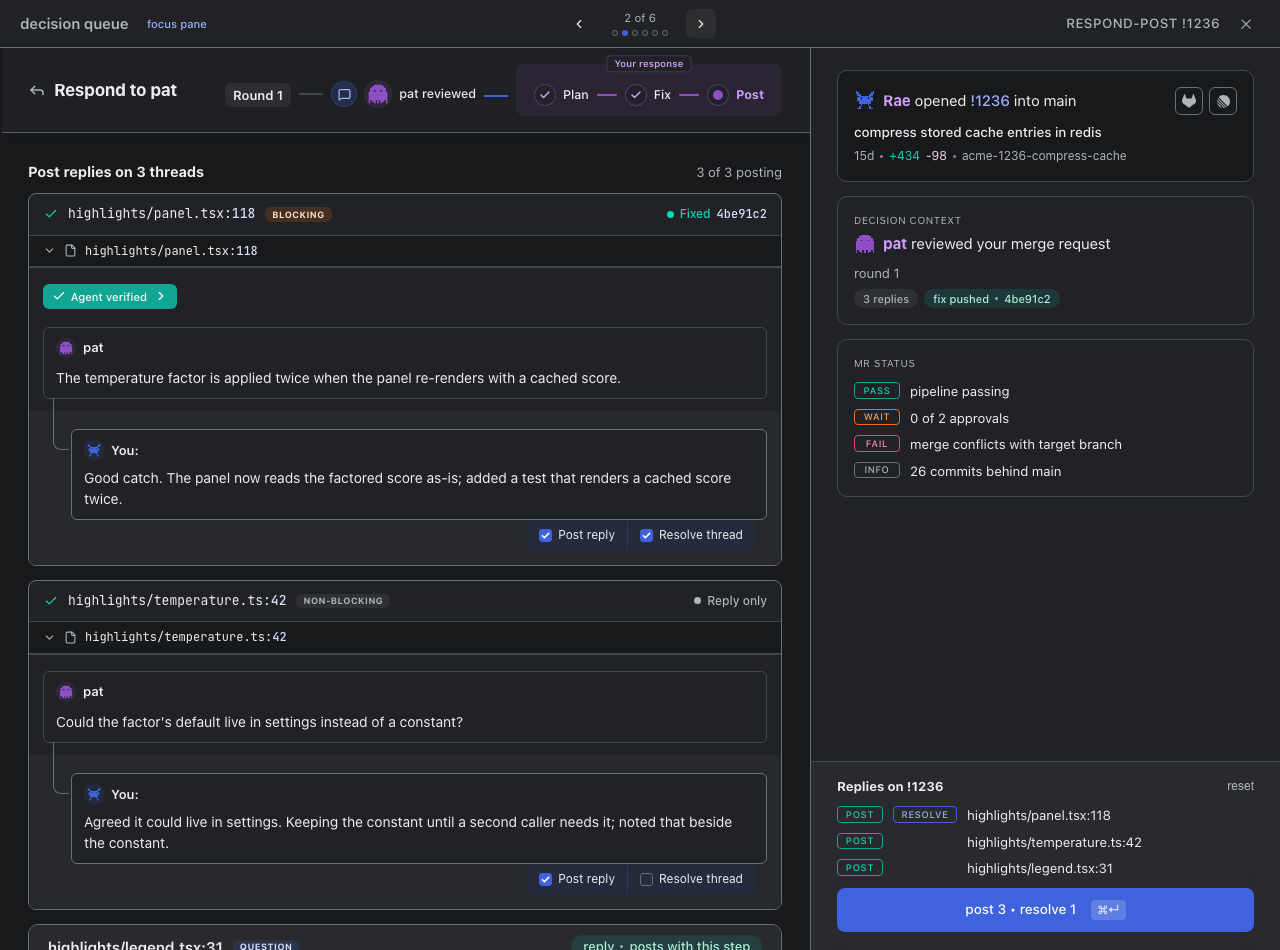 decision queue focus pane
2 of 6
RESPOND-POST !1236
Respond to pat
Round 1
pat reviewed
Your response
Plan
Fix
Post
Post replies on 3 threads
3 of 3 posting
highlights/panel.tsx:118 BLOCKING
Fixed 4be91c2
highlights/panel.tsx:118
Agent verified
pat
The temperature factor is applied twice when the panel re-renders with a cached score.
You:
Good catch. The panel now reads the factored score as-is; added a test that renders a cached score
twice.
Post reply
Resolve thread
highlights/temperature.ts:42 NON-BLOCKING
Reply only
highlights/temperature.ts:42
pat
Could the factor's default live in settings instead of a constant?
You:
Agreed it could live in settings. Keeping the constant until a second caller needs it; noted that beside
the constant.
Post reply
Resolve thread
highlights/legend.tsx:31 QUESTION
reply • posts with this step
Rae opened !1236 into main
compress stored cache entries in redis
15d • +434 -98 • acme-1236-compress-cache
DECISION CONTEXT
pat reviewed your merge request
round 1
3 replies
fix pushed • 4be91c2
MR STATUS
PASS pipeline passing
WAIT 0 of 2 approvals
FAIL merge conflicts with target branch
INFO 26 commits behind main
Replies on !1236
reset
POST RESOLVE highlights/panel.tsx:118
POST highlights/temperature.ts:42
POST highlights/legend.tsx:31
post 3 • resolve 1 ⌘↵